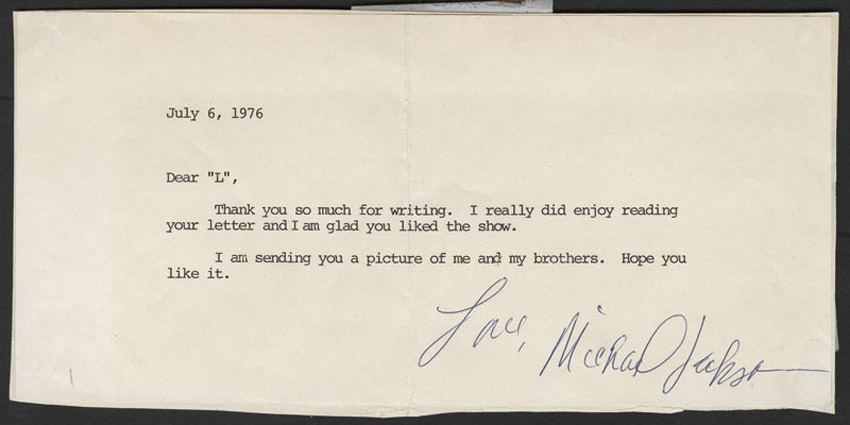 July 6, 1976
Dear "L",
Thank you so much for writing. I really did enjoy reading
your letter and I am glad you liked the show.
I am sending you a picture of me and my brothers. Hope you
like it.
Love, Michael Jackson